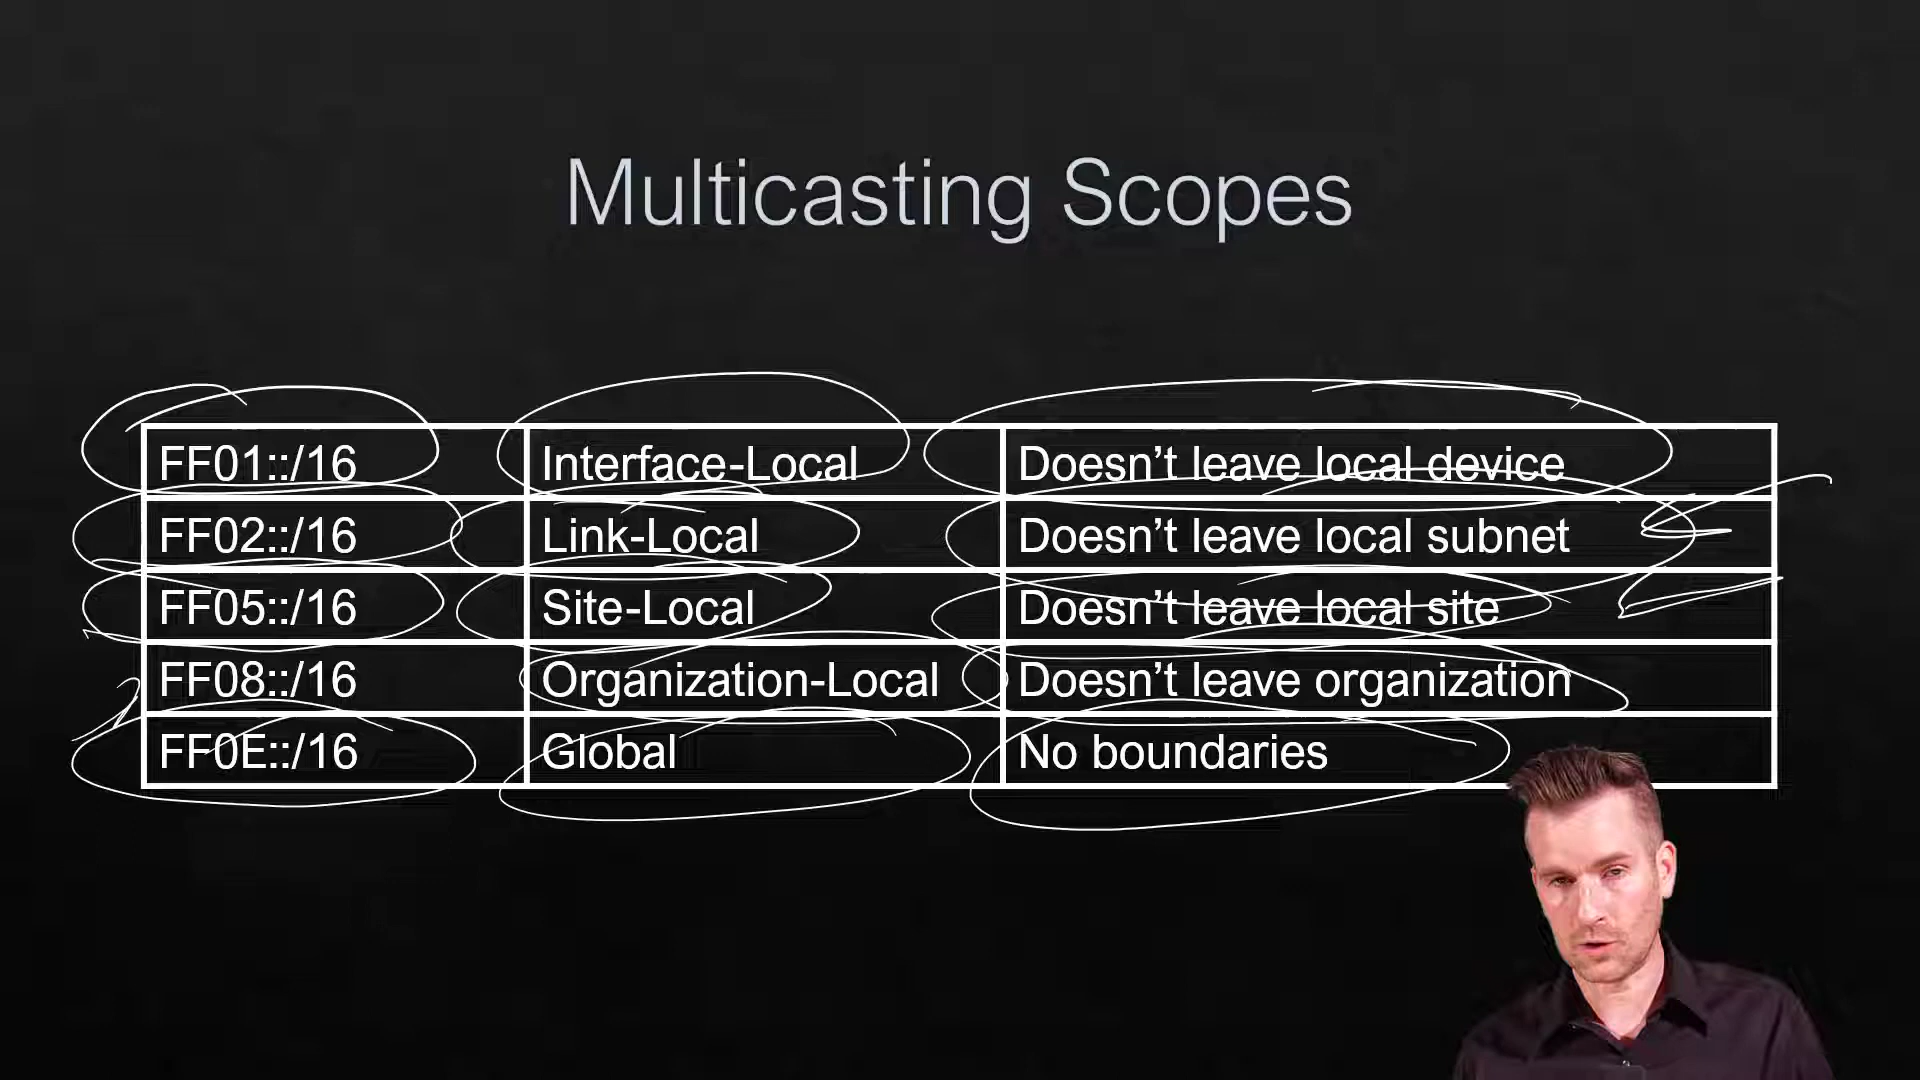 Multicasting Scopes
FF01::/16 Interface-Local Doesn’t leave local device
FF02::/16 Link-Local Doesn’t leave local subnet
FF05::/16 Site-Local Doesn’t leave local site
FF08::/16 Organization-Local Doesn’t leave organization
FF0E::/16 Global No boundaries